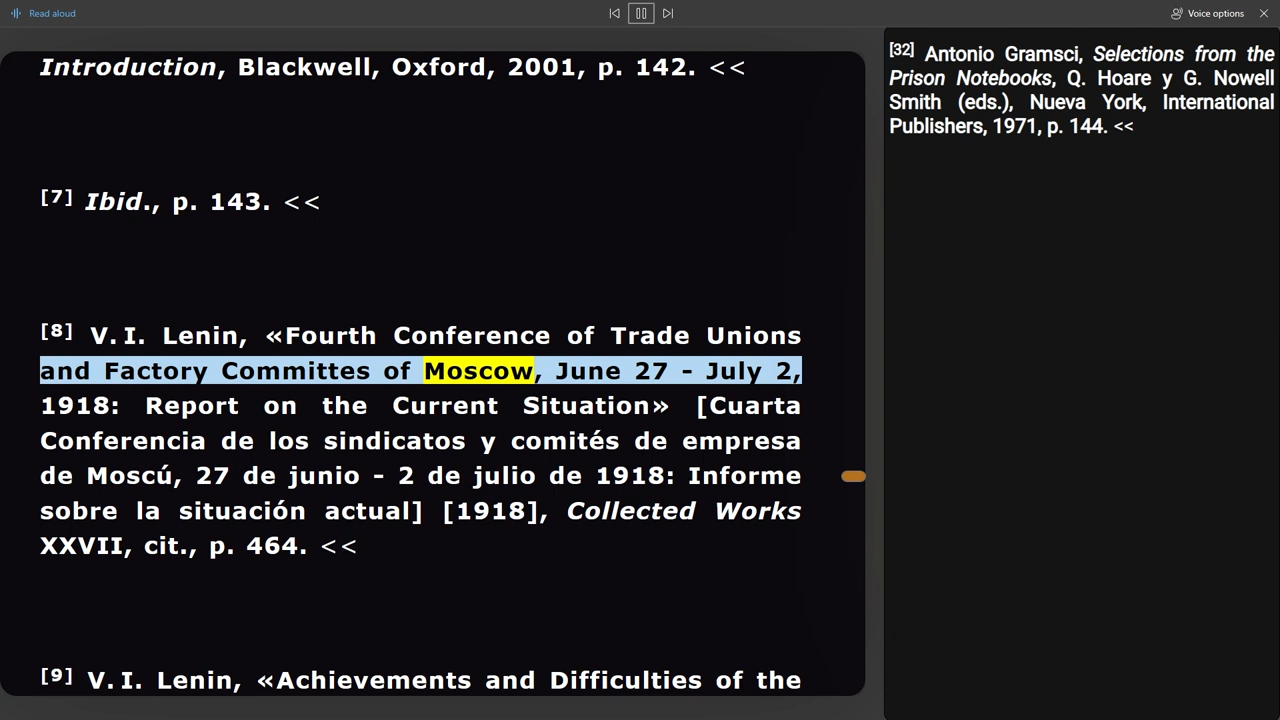 Read aloud
Voice options
Introduction, Blackwell, Oxford, 2001, p. 142. <<
[7] Ibid., p. 143. <<
[8] V. I. Lenin, «Fourth Conference of Trade Unions
and Factory Committes of Moscow, June 27 - July 2,
1918: Report on the Current Situation» [Cuarta
Conferencia de los sindicatos y comités de empresa
de Moscú, 27 de junio - 2 de julio de 1918: Informe
sobre la situación actual] [1918], Collected Works
XXVII, cit., p. 464. <<
[9] V. I. Lenin, «Achievements and Difficulties of the
[32] Antonio Gramsci, Selections from the
Prison Notebooks, Q. Hoare y G. Nowell
Smith (eds.), Nueva York, International
Publishers, 1971, p. 144. <<